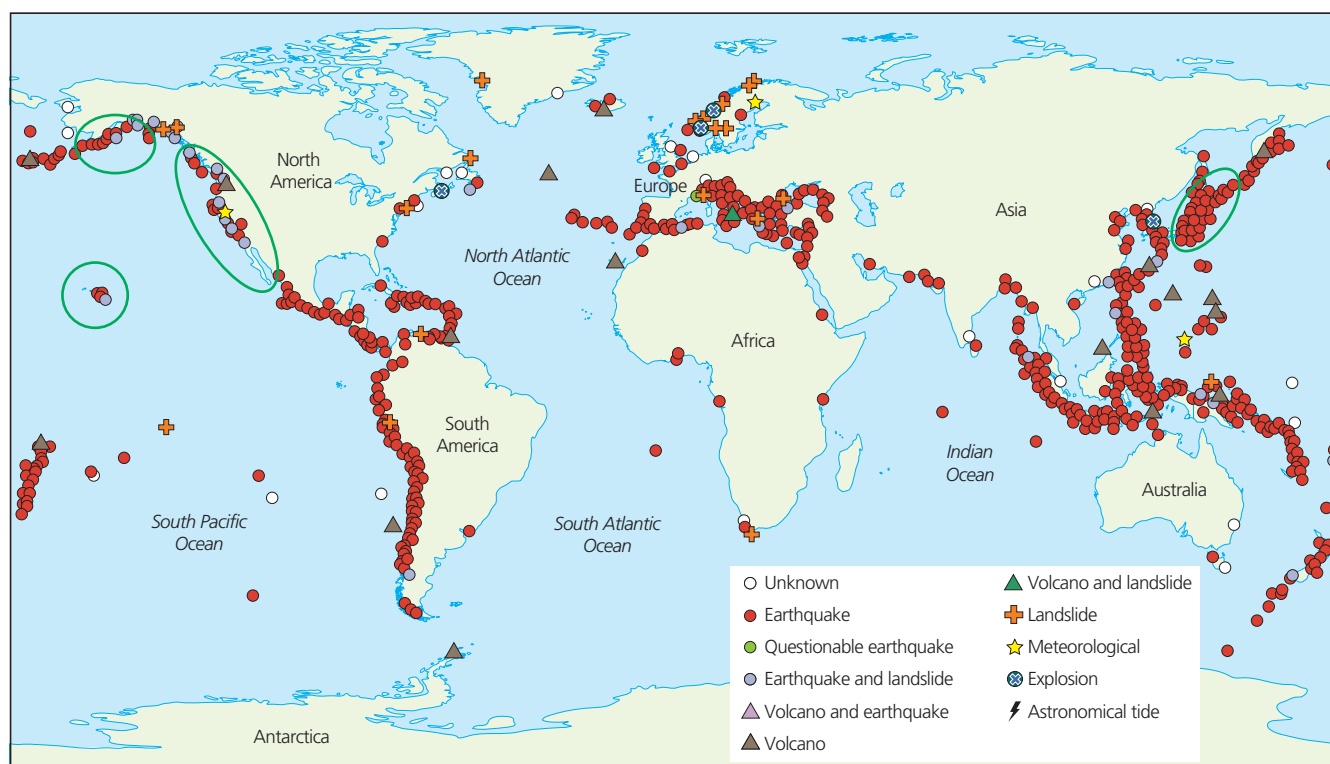 North
America
Europe
Asia
North Atlantic
Ocean
Africa
South
America
Indian
Ocean
Australia
South Pacific
Ocean
South Atlantic
Ocean
Antarctica
Unknown
Earthquake
Questionable earthquake
Earthquake and landslide
Volcano and earthquake
Volcano
Volcano and landslide
Landslide
Meteorological
Explosion
Astronomical tide